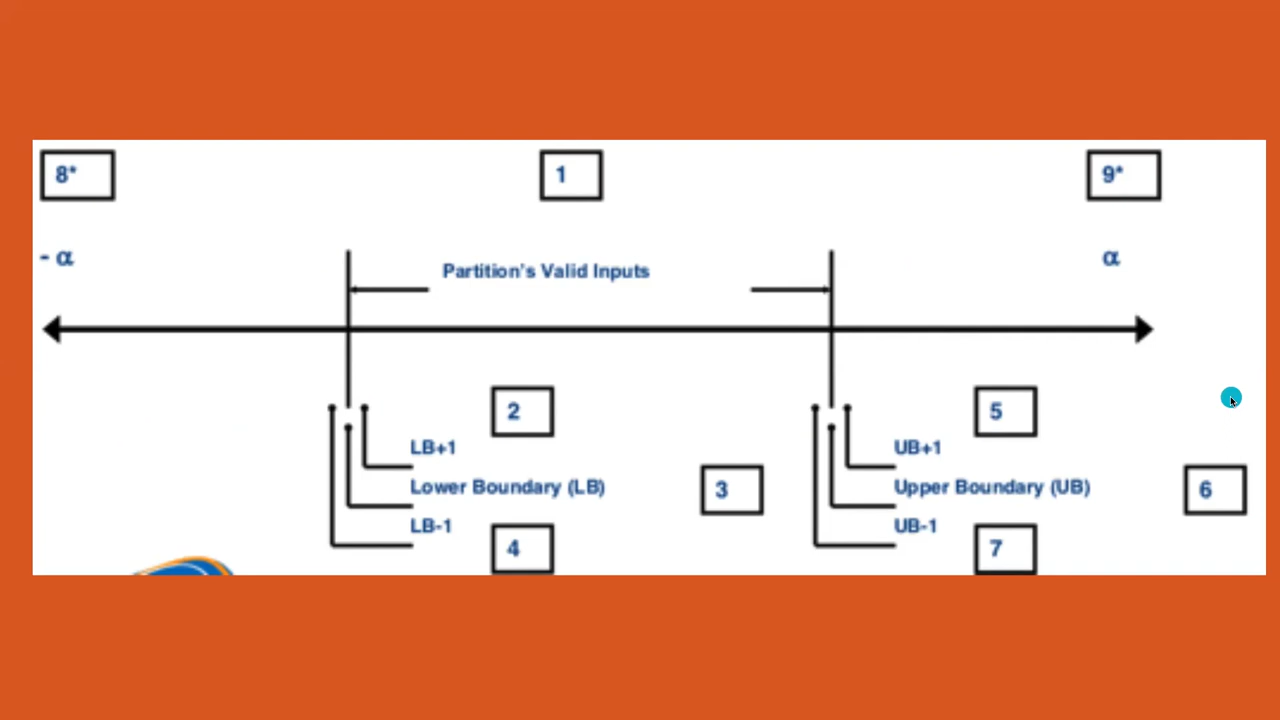 8*
1
9*
- α
α
Partition's Valid Inputs
2
5
LB+1
UB+1
Lower Boundary (LB)
3
Upper Boundary (UB)
6
LB-1
UB-1
4
7